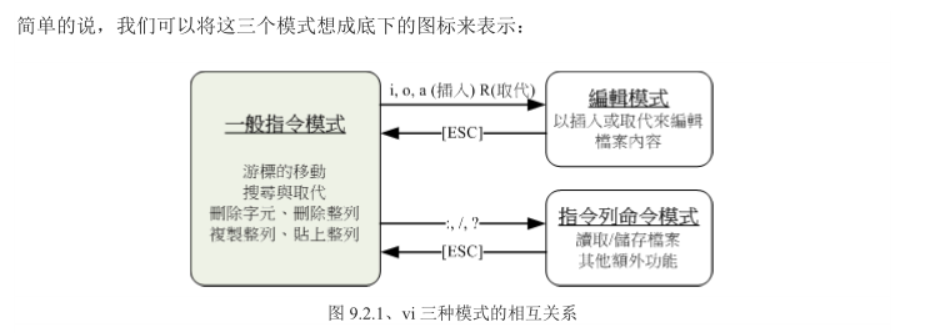 简单的说，我们可以将这三个模式想成底下的图标来表示：
一般指令模式
游標的移動
搜尋與取代
刪除字元、刪除整列
複製整列、貼上整列
i, o, a (插入) R(取代)
[ESC]
編輯模式
以插入或取代來編輯
檔案內容
:, /, ?
[ESC]
指令列命令模式
讀取/儲存檔案
其他額外功能
图 9.2.1、vi 三种模式的相互关系